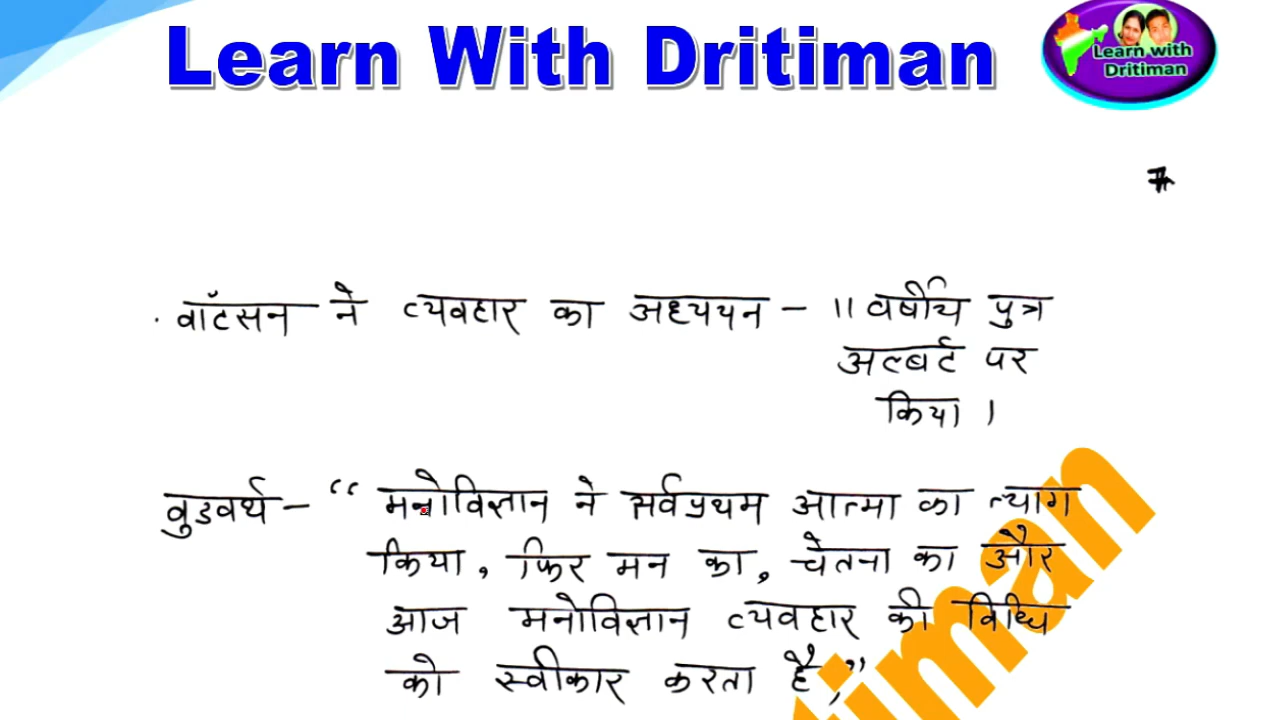 Learn With Dritiman
Learn with
Dritiman
वॉटसन ने व्यवहार का अध्ययन – 11 वर्षीय पुत्र
अल्बर्ट पर
किया ।
वुडवर्थ – “ मनोविज्ञान ने सर्वप्रथम आत्मा का त्याग
किया, फिर मन का, चेतना का और
आज मनोविज्ञान व्यवहार की विधि
को स्वीकार करता है,”